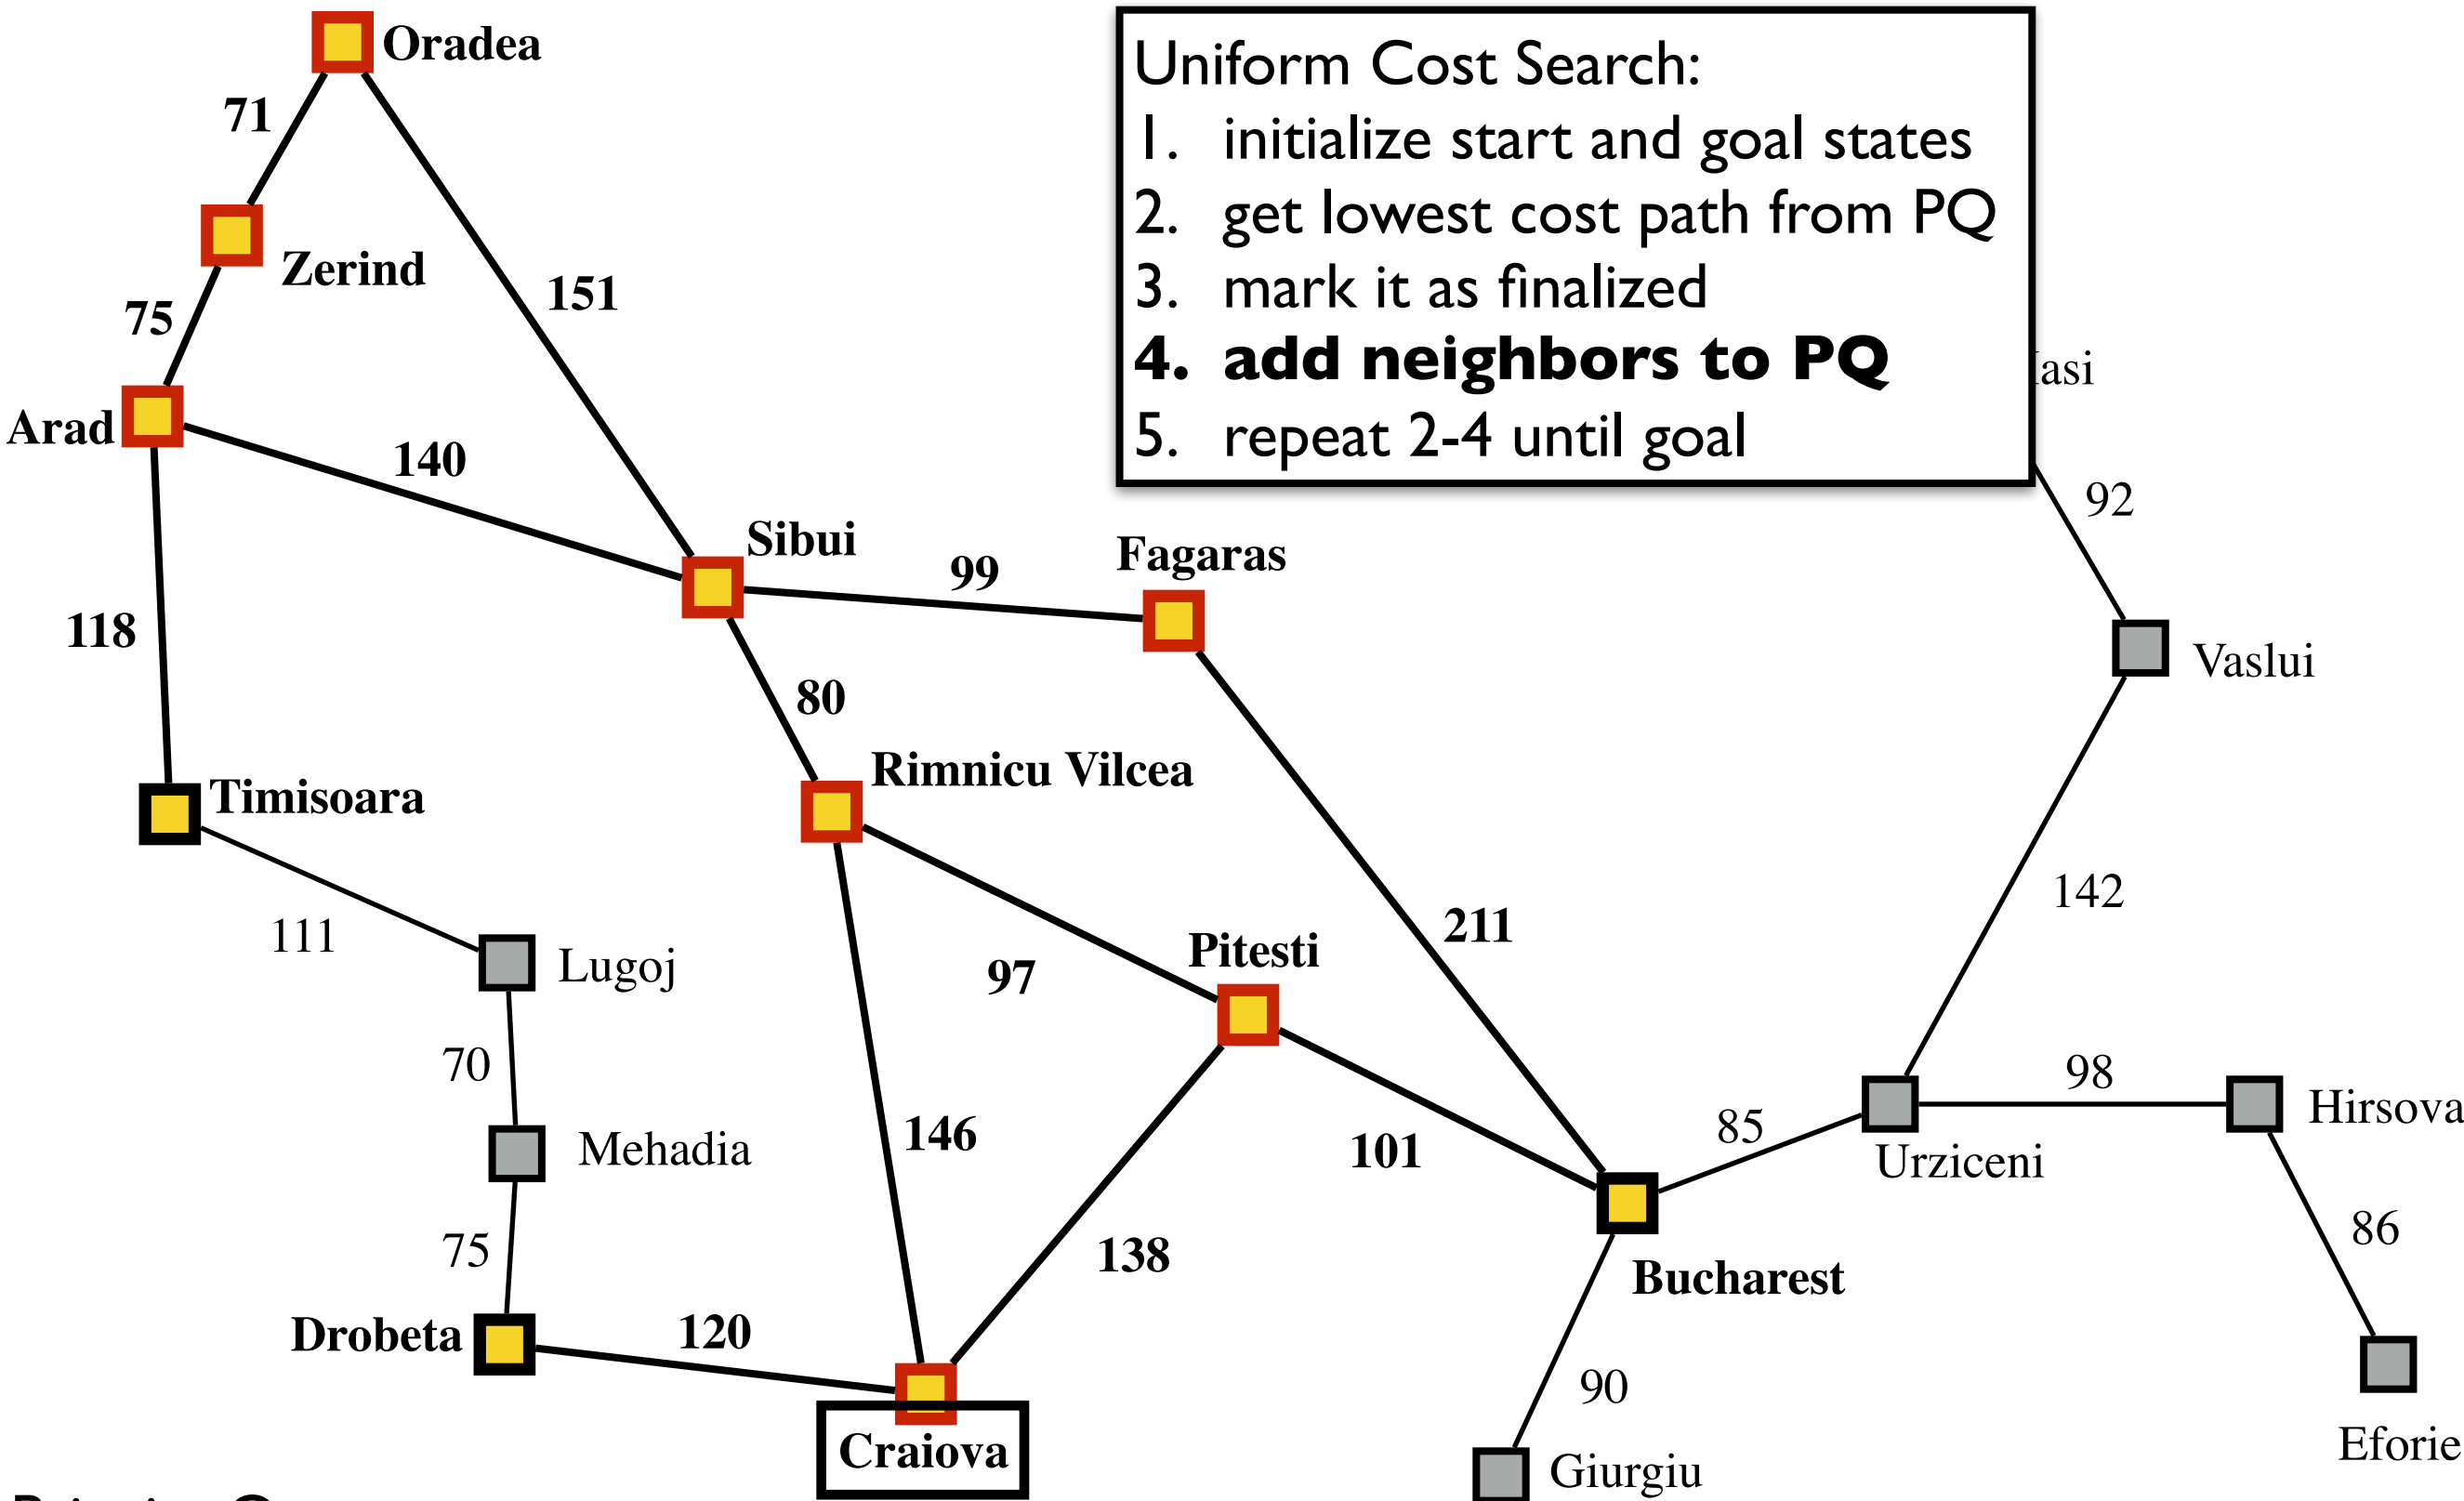 Oradea
Uniform Cost Search:
1. initialize start and goal states
2. get lowest cost path from PQ
3. mark it as finalized
4. add neighbors to PQ
5. repeat 2-4 until goal
71
Zerind
151
75
Arad
140
92
Sibui
Fagaras
99
118
Vaslui
80
Rimnicu Vilcea
Timisoara
142
211
111
Lugoj
Pitesti
97
70
98
Hirsova
146
85
Mehadia
101
Urziceni
75
138
86
Bucharest
Drobeta
120
90
Craiova
Eforie
Giurgiu